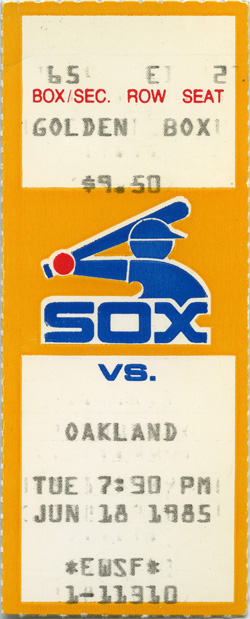 65 E 2
BOX/SEC. ROW SEAT
GOLDEN BOX
$9.50
SOX
VS.
OAKLAND
TUE 7:30 PM
JUN 18 1985
*EWSF*
1-11310